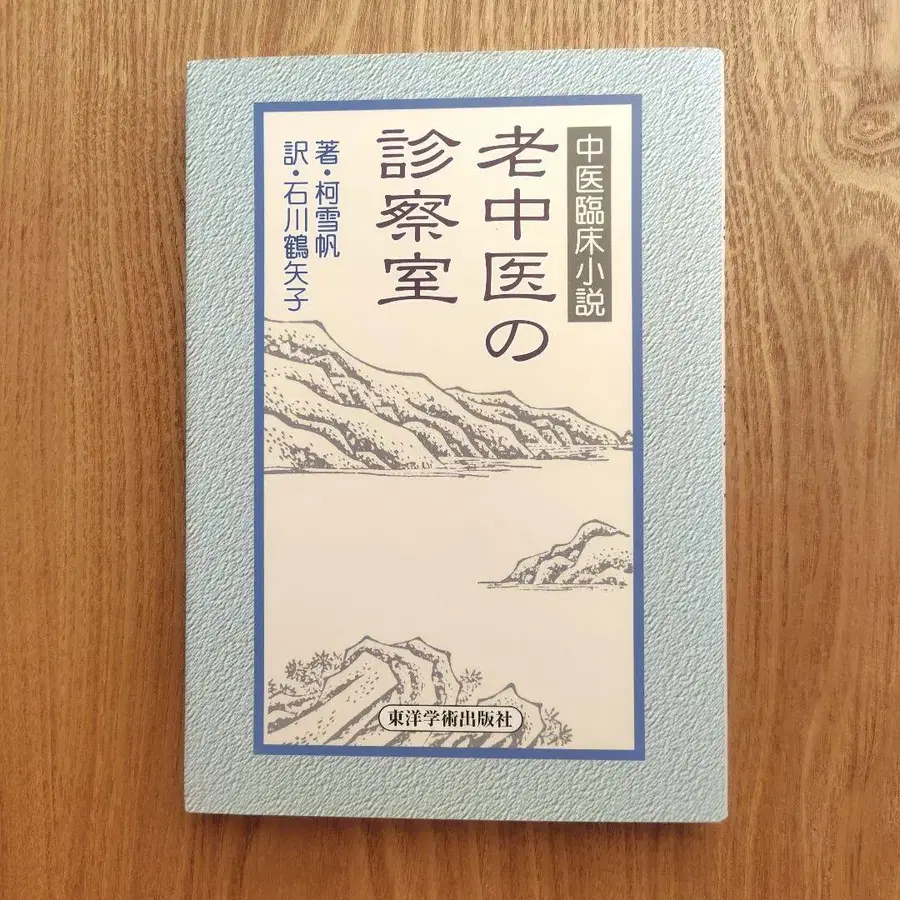 中医臨床小説
老中医の
診察室
著・柯雪帆
訳・石川鶴矢子
東洋学術出版社